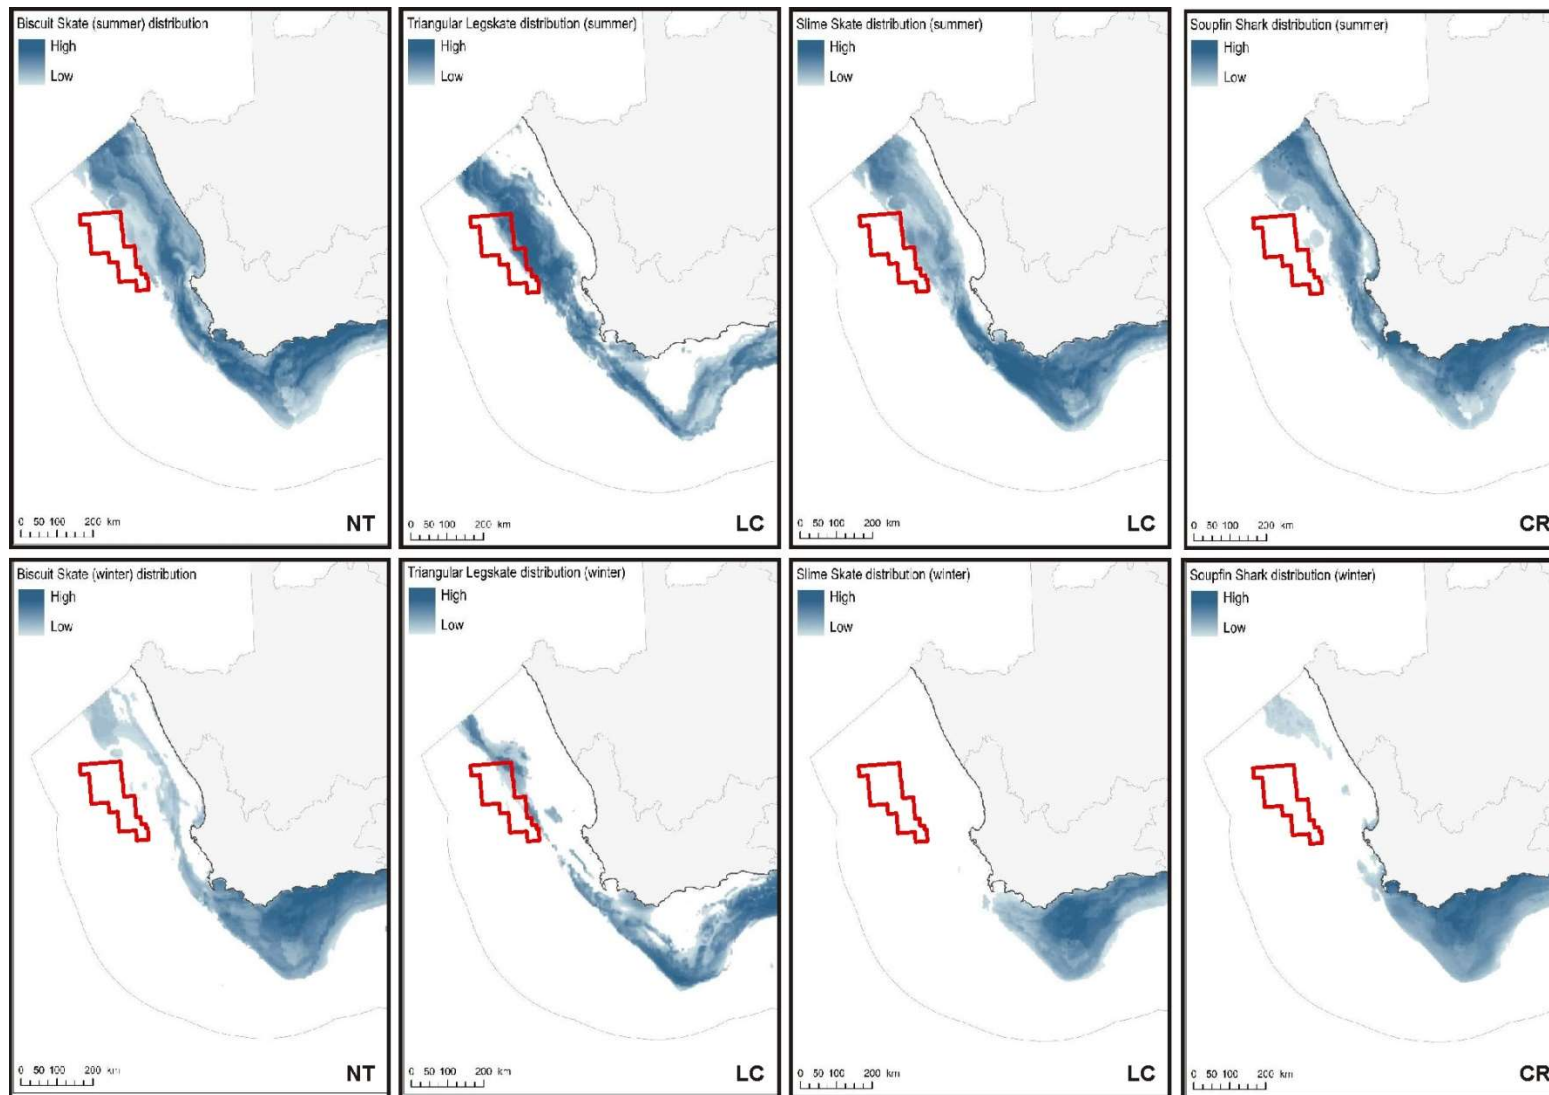 Biscuit Skate (summer) distribution
High
Low
0 50 100 200 km
NT
Triangular Legskate distribution (summer)
High
Low
0 50 100 200 km
LC
Slime Skate distribution (summer)
High
Low
0 50 100 200 km
LC
Soupfin Shark distribution (summer)
High
Low
0 50 100 200 km
CR
Biscuit Skate (winter) distribution
High
Low
0 50 100 200 km
NT
Triangular Legskate distribution (winter)
High
Low
0 50 100 200 km
LC
Slime Skate distribution (winter)
High
Low
0 50 100 200 km
LC
Soupfin Shark distribution (winter)
High
Low
0 50 100 200 km
CR